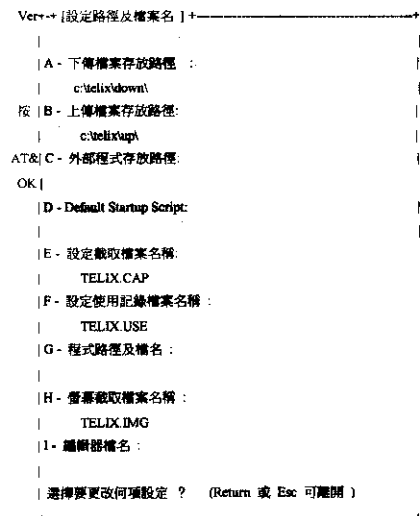 Ver+-+ [設定路徑及檔案名 ] +
A - 下傳檔案存放路徑 :
c:\telix\down\
按 | B - 上傳檔案存放路徑:
c:\telix\up\
AT&| C - 外部程式存放路徑:
OK |
| D - Default Startup Script:
| E - 設定截取檔案名稱:
TELIX.CAP
| F - 設定使用記錄檔案名稱 :
TELIX.USE
| G - 程式路徑及檔名 :
| H - 螢幕截取檔案名稱 :
TELIX.IMG
| I - 編輯器檔名 :
| 選擇要更改何項設定 ? (Return 或 Esc 可離開 )